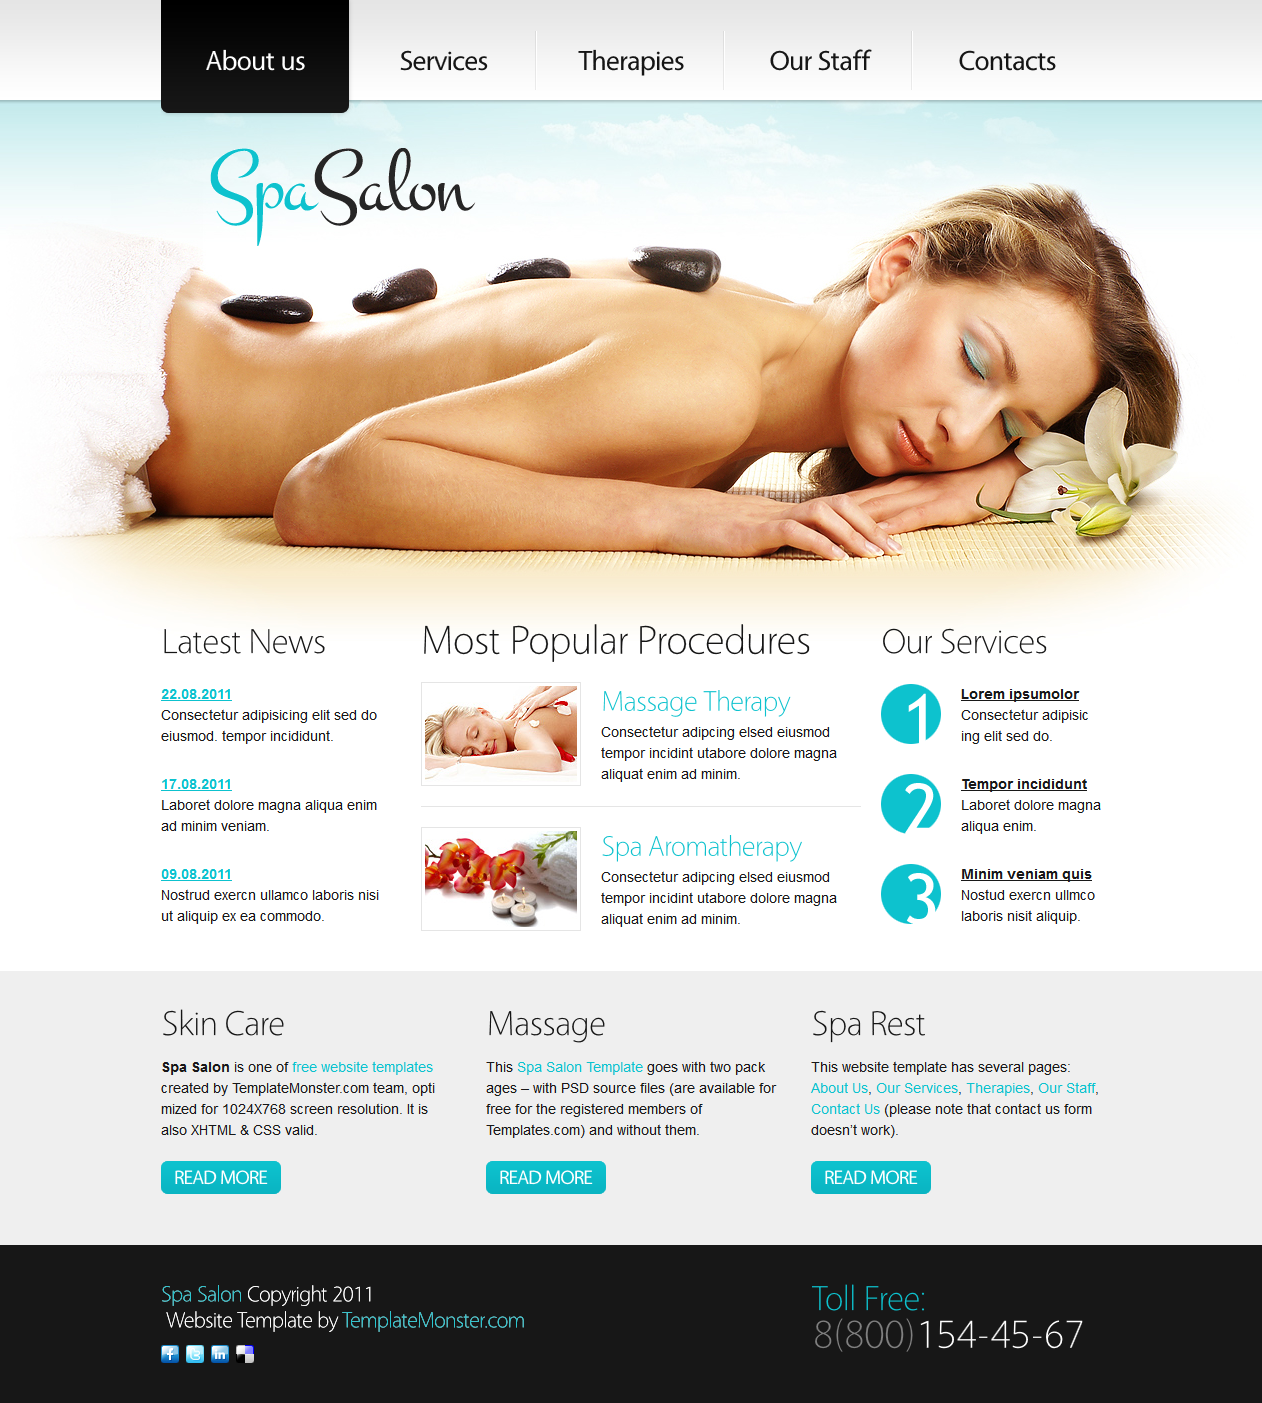 About us
Services
Therapies
Our Staff
Contacts
SpaSalon
Latest News
22.08.2011
Consectetur adipisicing elit sed do
eiusmod. tempor incididunt.
17.08.2011
Laboret dolore magna aliqua enim
ad minim veniam.
09.08.2011
Nostrud exercn ullamco laboris nisi
ut aliquip ex ea commodo.
Most Popular Procedures
Massage Therapy
Consectetur adipcing elsed eiusmod
tempor incidint utabore dolore magna
aliquat enim ad minim.
Spa Aromatherapy
Consectetur adipcing elsed eiusmod
tempor incidint utabore dolore magna
aliquat enim ad minim.
Our Services
1
Lorem ipsumolor
Consectetur adipisic
ing elit sed do.
2
Tempor incididunt
Laboret dolore magna
aliqua enim.
3
Minim veniam quis
Nostud exercn ullmco
laboris nisit aliquip.
Skin Care
Spa Salon is one of free website templates
created by TemplateMonster.com team, opti
mized for 1024X768 screen resolution. It is
also XHTML & CSS valid.
READ MORE
Massage
This Spa Salon Template goes with two pack
ages – with PSD source files (are available for
free for the registered members of
Templates.com) and without them.
READ MORE
Spa Rest
This website template has several pages:
About Us, Our Services, Therapies, Our Staff,
Contact Us (please note that contact us form
doesn't work).
READ MORE
Spa Salon Copyright 2011
Website Template by TemplateMonster.com
Toll Free:
8(800)154-45-67